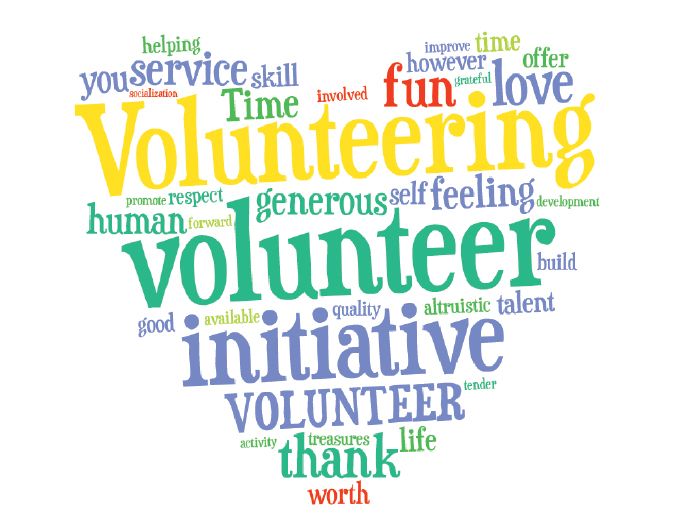 helping improve time
you service skill however offer
socialization Time involved fun grateful love
Volunteering
promote respect generous self feeling development
human forward
volunteer build
good available quality altruistic talent
initiative
VOLUNTEER tender
activity treasures life
thank
worth